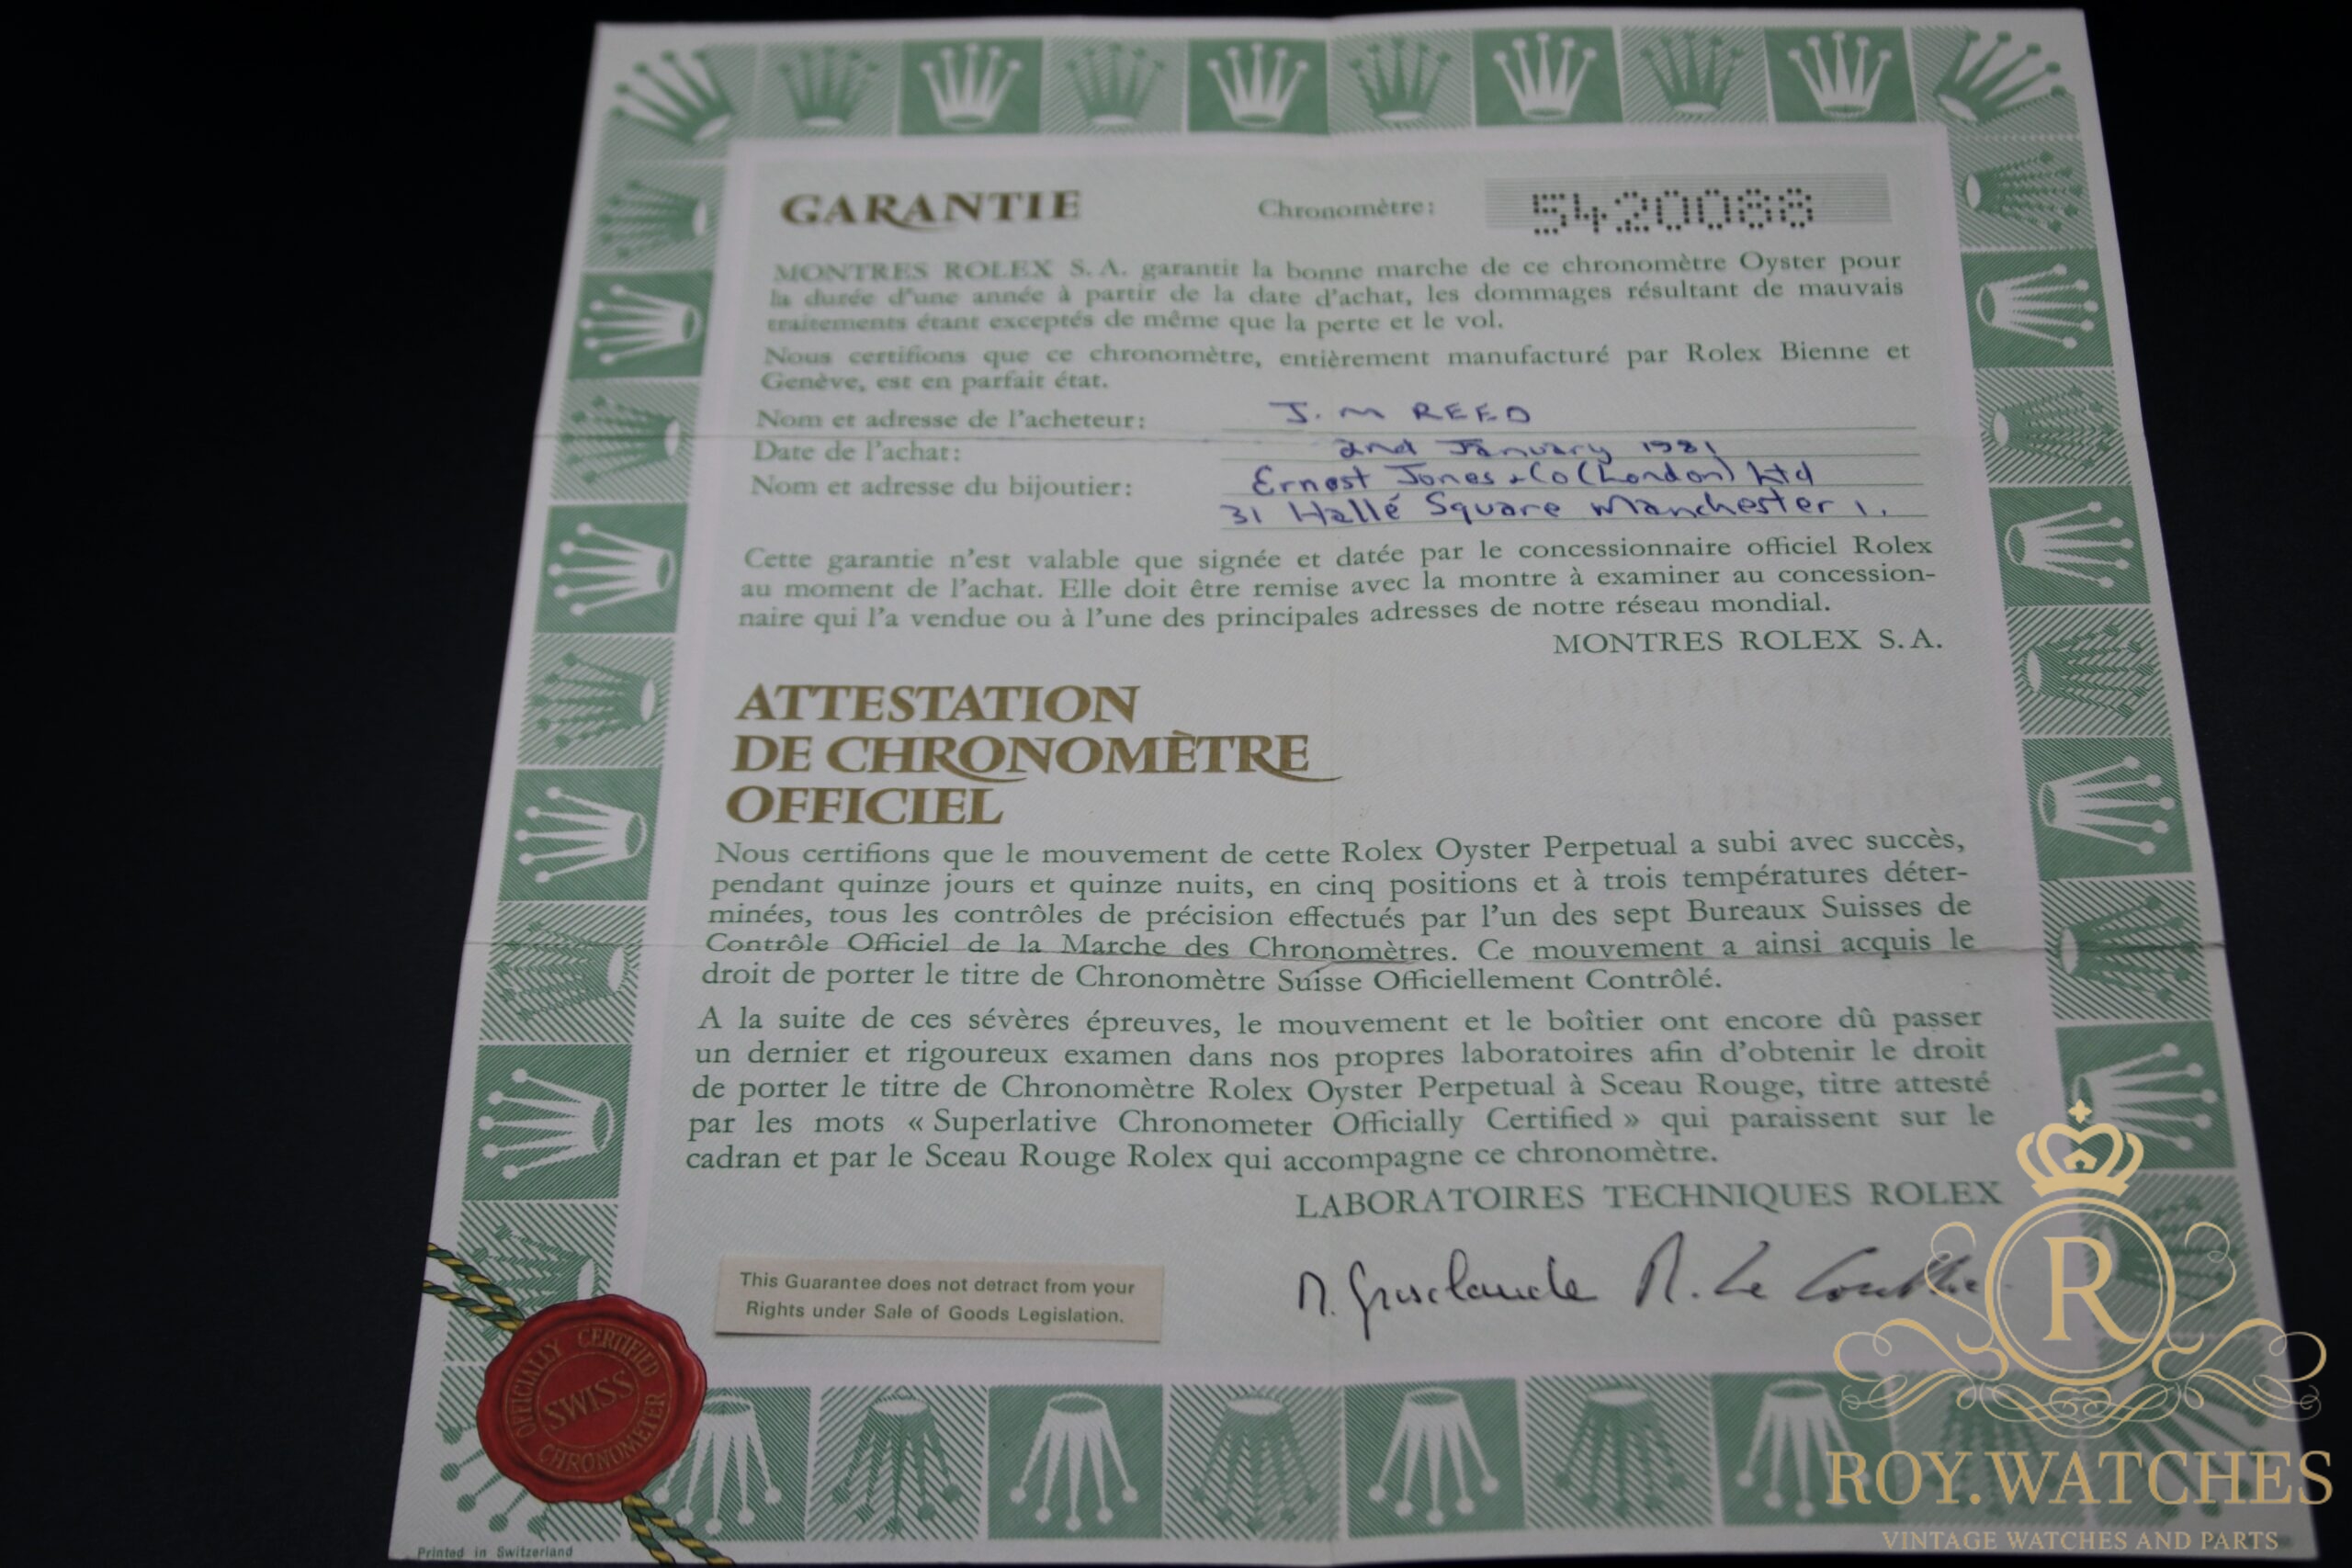 GARANTIE
Chronomètre: 5420088
MONTRES ROLEX S.A. garantit la bonne marche de ce chronomètre Oyster pour
la durée d'une année à partir de la date d'achat, les dommages résultant de mauvais
traitements étant exceptés de même que la perte et le vol.
Nous certifions que ce chronomètre, entièrement manufacturé par Rolex Bienne et
Genève, est en parfait état.
Nom et adresse de l'acheteur: J. M REED
Date de l'achat: 2nd January 1981
Nom et adresse du bijoutier: Ernest Jones & Co (London) Ltd
31 Hallé Square Manchester 1.
Cette garantie n'est valable que signée et datée par le concessionnaire officiel Rolex
au moment de l'achat. Elle doit être remise avec la montre à examiner au concession-
naire qui l'a vendue ou à l'une des principales adresses de notre réseau mondial.
MONTRES ROLEX S.A.
ATTESTATION
DE CHRONOMÈTRE
OFFICIEL
Nous certifions que le mouvement de cette Rolex Oyster Perpetual a subi avec succès,
pendant quinze jours et quinze nuits, en cinq positions et à trois températures déter-
minées, tous les contrôles de précision effectués par l'un des sept Bureaux Suisses de
Contrôle Officiel de la Marche des Chronomètres. Ce mouvement a ainsi acquis le
droit de porter le titre de Chronomètre Suisse Officiellement Contrôlé.
A la suite de ces sévères épreuves, le mouvement et le boîtier ont encore dû passer
un dernier et rigoureux examen dans nos propres laboratoires afin d'obtenir le droit
de porter le titre de Chronomètre Rolex Oyster Perpetual à Sceau Rouge, titre attesté
par les mots « Superlative Chronometer Officially Certified » qui paraissent sur le
cadran et par le Sceau Rouge Rolex qui accompagne ce chronomètre.
LABORATOIRES TECHNIQUES ROLEX
This Guarantee does not detract from your
Rights under Sale of Goods Legislation.
OFFICIALLY CERTIFIED
SWISS
CHRONOMETER
Printed in Switzerland
R
ROY.WATCHES
VINTAGE WATCHES AND PARTS